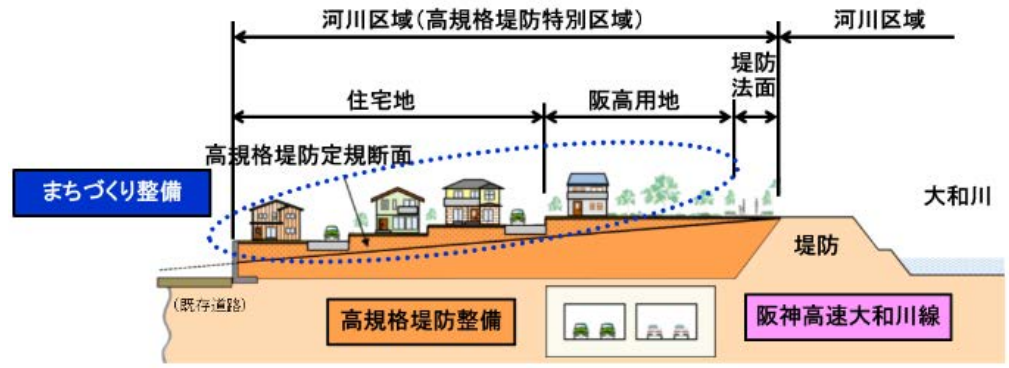 河川区域(高規格堤防特別区域)
河川区域
堤防
法面
住宅地
阪高用地
高規格堤防定規断面
まちづくり整備
大和川
堤防
(既存道路)
高規格堤防整備
阪神高速大和川線